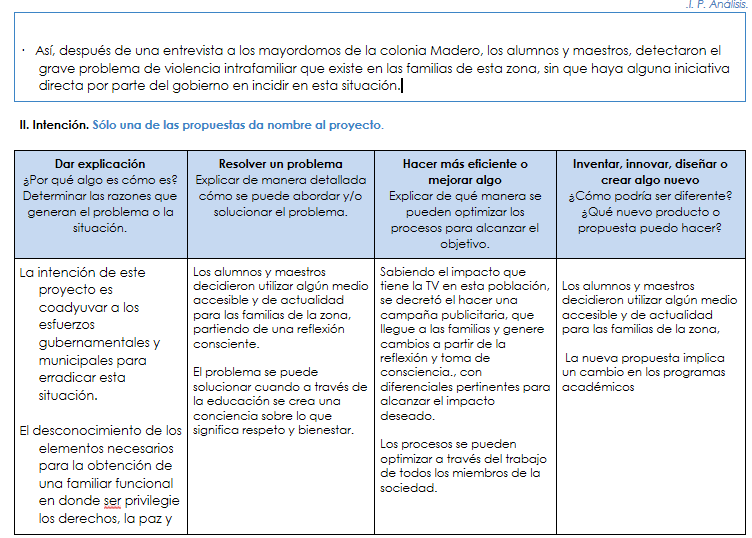 .I. P. Análisis.
· Así, después de una entrevista a los mayordomos de la colonia Madero, los alumnos y maestros, detectaron el
grave problema de violencia intrafamiliar que existe en las familias de esta zona, sin que haya alguna iniciativa
directa por parte del gobierno en incidir en esta situación.
II. Intención. Sólo una de las propuestas da nombre al proyecto.
Dar explicación
¿Por qué algo es cómo es?
Determinar las razones que
generan el problema o la
situación.
Resolver un problema
Explicar de manera detallada
cómo se puede abordar y/o
solucionar el problema.
Hacer más eficiente o
mejorar algo
Explicar de qué manera se
pueden optimizar los
procesos para alcanzar el
objetivo.
Inventar, innovar, diseñar o
crear algo nuevo
¿Cómo podría ser diferente?
¿Qué nuevo producto o
propuesta puedo hacer?
La intención de este
proyecto es
coadyuvar a los
esfuerzos
gubernamentales y
municipales para
erradicar esta
situación.
El desconocimiento de los
elementos necesarios
para la obtención de
una familiar funcional
en donde ser privilegie
los derechos, la paz y
Los alumnos y maestros
decidieron utilizar algún medio
accesible y de actualidad
para las familias de la zona,
partiendo de una reflexión
consciente.
El problema se puede
solucionar cuando a través de
la educación se crea una
conciencia sobre lo que
significa respeto y bienestar.
Sabiendo el impacto que
tiene la TV en esta población,
se decretó el hacer una
campaña publicitaria, que
llegue a las familias y genere
cambios a partir de la
reflexión y toma de
consciencia., con
diferenciales pertinentes para
alcanzar el impacto
deseado.
Los procesos se pueden
optimizar a través del trabajo
de todos los miembros de la
sociedad.
Los alumnos y maestros
decidieron utilizar algún medio
accesible y de actualidad
para las familias de la zona,
La nueva propuesta implica
un cambio en los programas
académicos